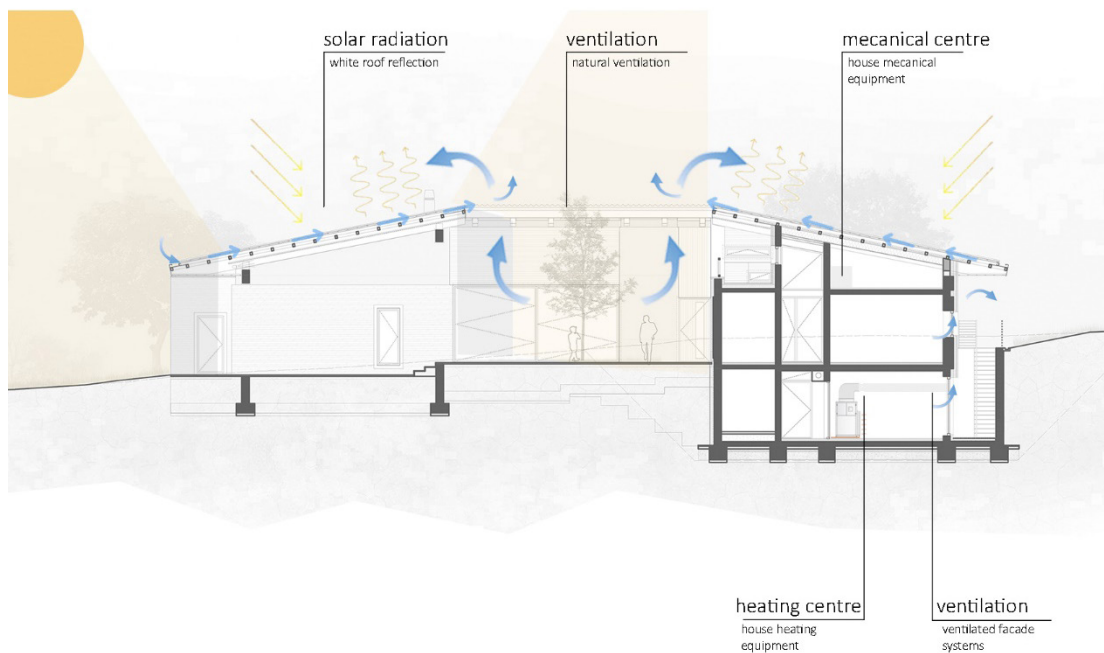 solar radiation
white roof reflection
ventilation
natural ventilation
mecanical centre
house mecanical
equipment
heating centre
house heating
equipment
ventilation
ventilated facade
systems